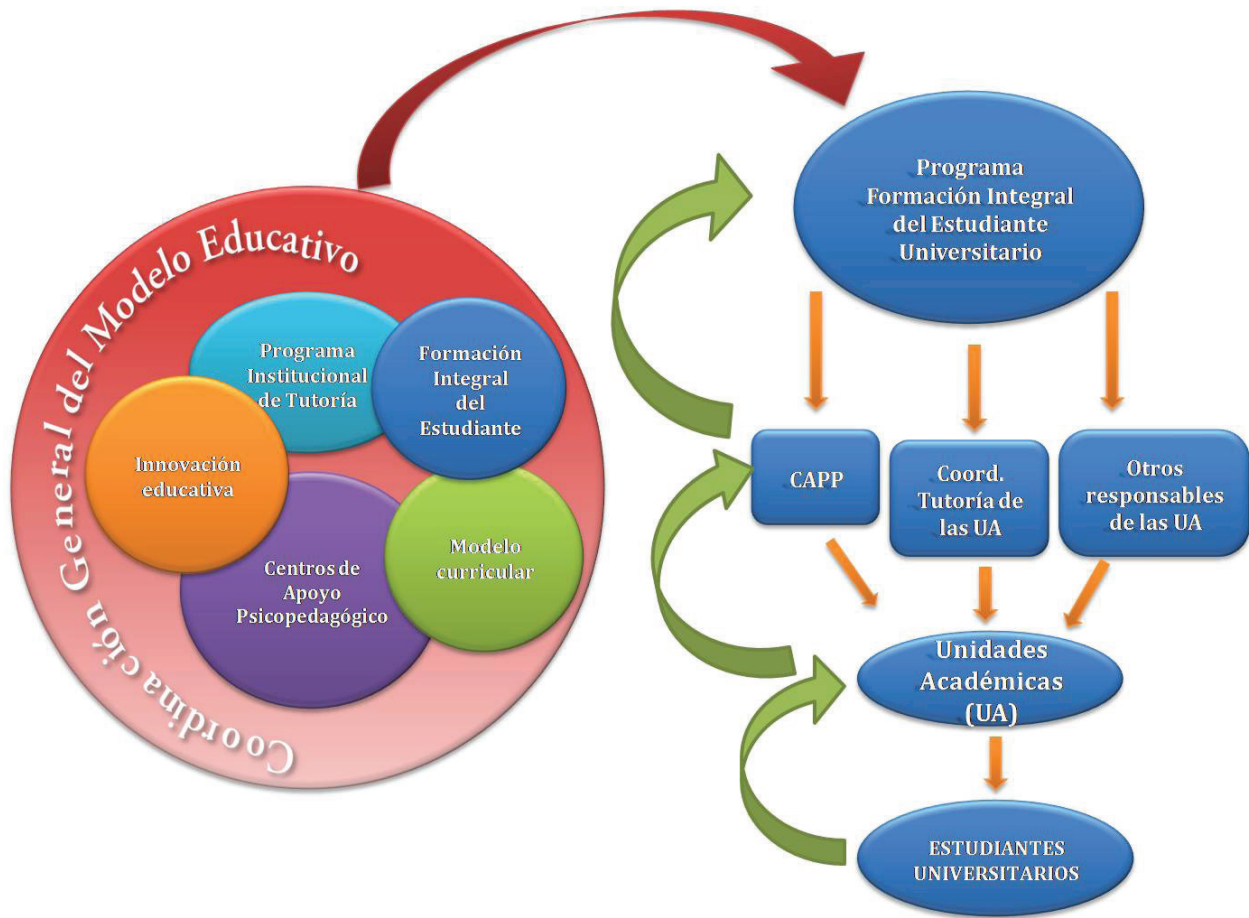 Coordinación General del Modelo Educativo
Programa
Institucional
de Tutoría
Formación
Integral
del
Estudiante
Innovación
educativa
Centros de
Apoyo
Psicopedagógico
Modelo
curricular
Programa
Formación Integral
del Estudiante
Universitario
CAPP
Coord.
Tutoría de
las UA
Otros
responsables
de las UA
Unidades
Académicas
(UA)
ESTUDIANTES
UNIVERSITARIOS